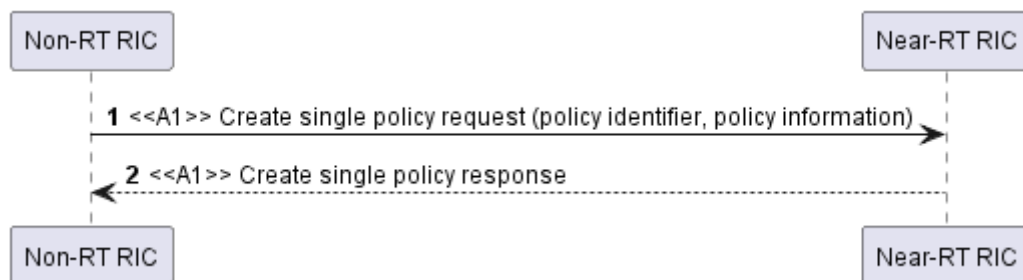 Non-RT RIC
Near-RT RIC
1 <<A1>> Create single policy request (policy identifier, policy information)
2 <<A1>> Create single policy response
Non-RT RIC
Near-RT RIC